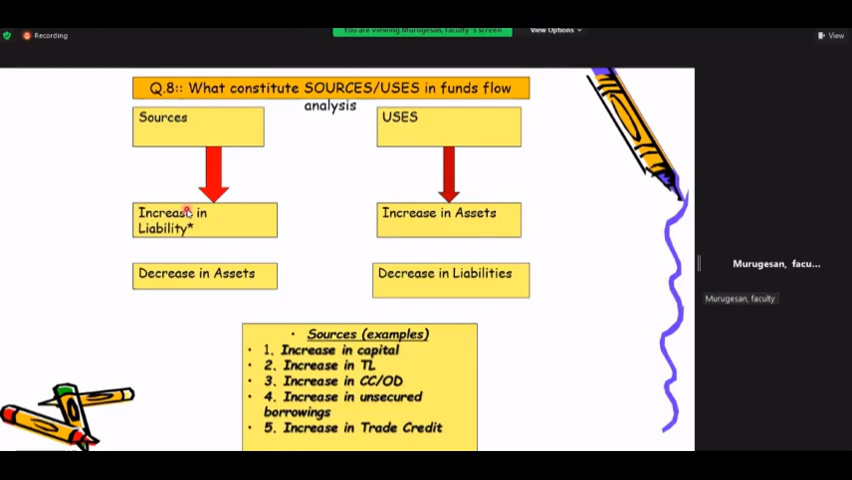 Recording
You are viewing Murugesan, faculty's screen
View Options
View
Q.8:: What constitute SOURCES/USES in funds flow
analysis
Sources
USES
Increase in
Liability*
Increase in Assets
Decrease in Assets
Decrease in Liabilities
• Sources (examples)
• 1. Increase in capital
• 2. Increase in TL
• 3. Increase in CC/OD
• 4. Increase in unsecured
borrowings
• 5. Increase in Trade Credit
Murugesan, facu...
Murugesan, faculty